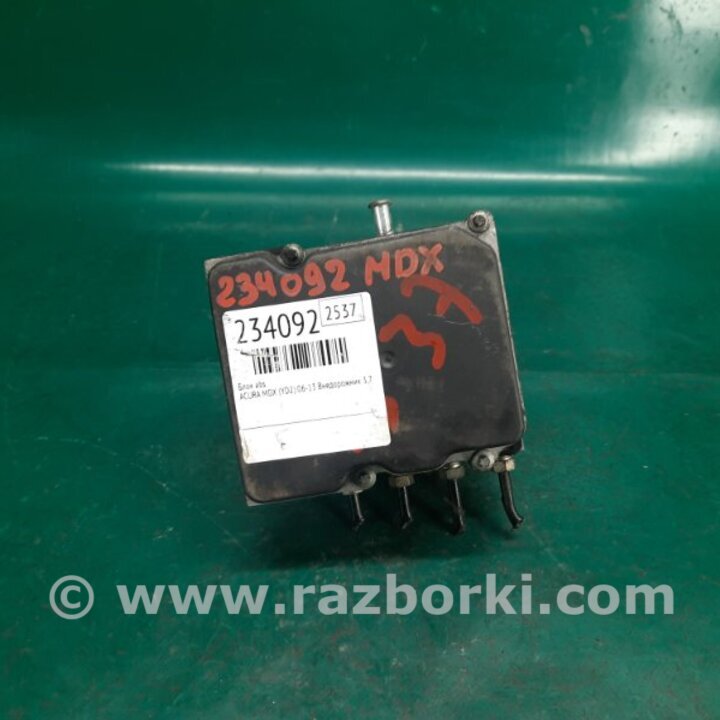 234092 MDX
234092 2537
Блок abs
ACURA MDX (YD2) 06-13 Внедорожник 3.7
© www.razborki.com